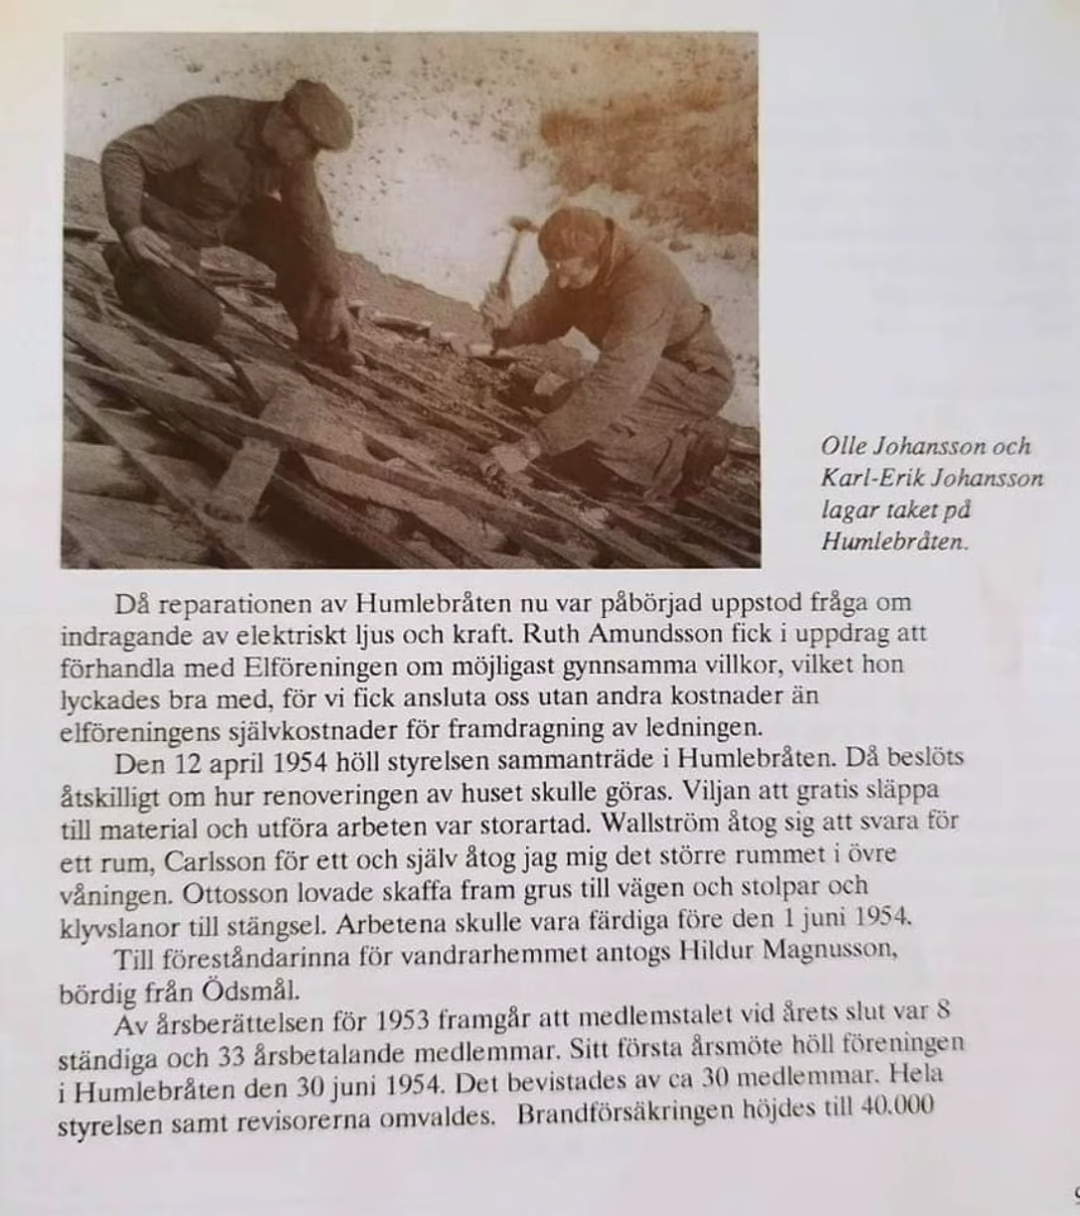 Olle Johansson och
Karl-Erik Johansson
lagar taket på
Humlebråten.
Då reparationen av Humlebråten nu var påbörjad uppstod fråga om
indragande av elektriskt ljus och kraft. Ruth Amundsson fick i uppdrag att
förhandla med Elföreningen om möjligast gynnsamma villkor, vilket hon
lyckades bra med, för vi fick ansluta oss utan andra kostnader än
elföreningens självkostnader för framdragning av ledningen.
Den 12 april 1954 höll styrelsen sammanträde i Humlebråten. Då beslöts
åtskilligt om hur renoveringen av huset skulle göras. Viljan att gratis släppa
till material och utföra arbeten var storartad. Wallström åtog sig att svara för
ett rum, Carlsson för ett och själv åtog jag mig det större rummet i övre
våningen. Ottosson lovade skaffa fram grus till vägen och stolpar och
klyvslanor till stängsel. Arbetena skulle vara färdiga före den 1 juni 1954.
Till föreståndarinna för vandrarhemmet antogs Hildur Magnusson,
bördig från Ödsmål.
Av årsberättelsen för 1953 framgår att medlemstalet vid årets slut var 8
ständiga och 33 årsbetalande medlemmar. Sitt första årsmöte höll föreningen
i Humlebråten den 30 juni 1954. Det bevistades av ca 30 medlemmar. Hela
styrelsen samt revisorerna omvaldes. Brandförsäkringen höjdes till 40.000